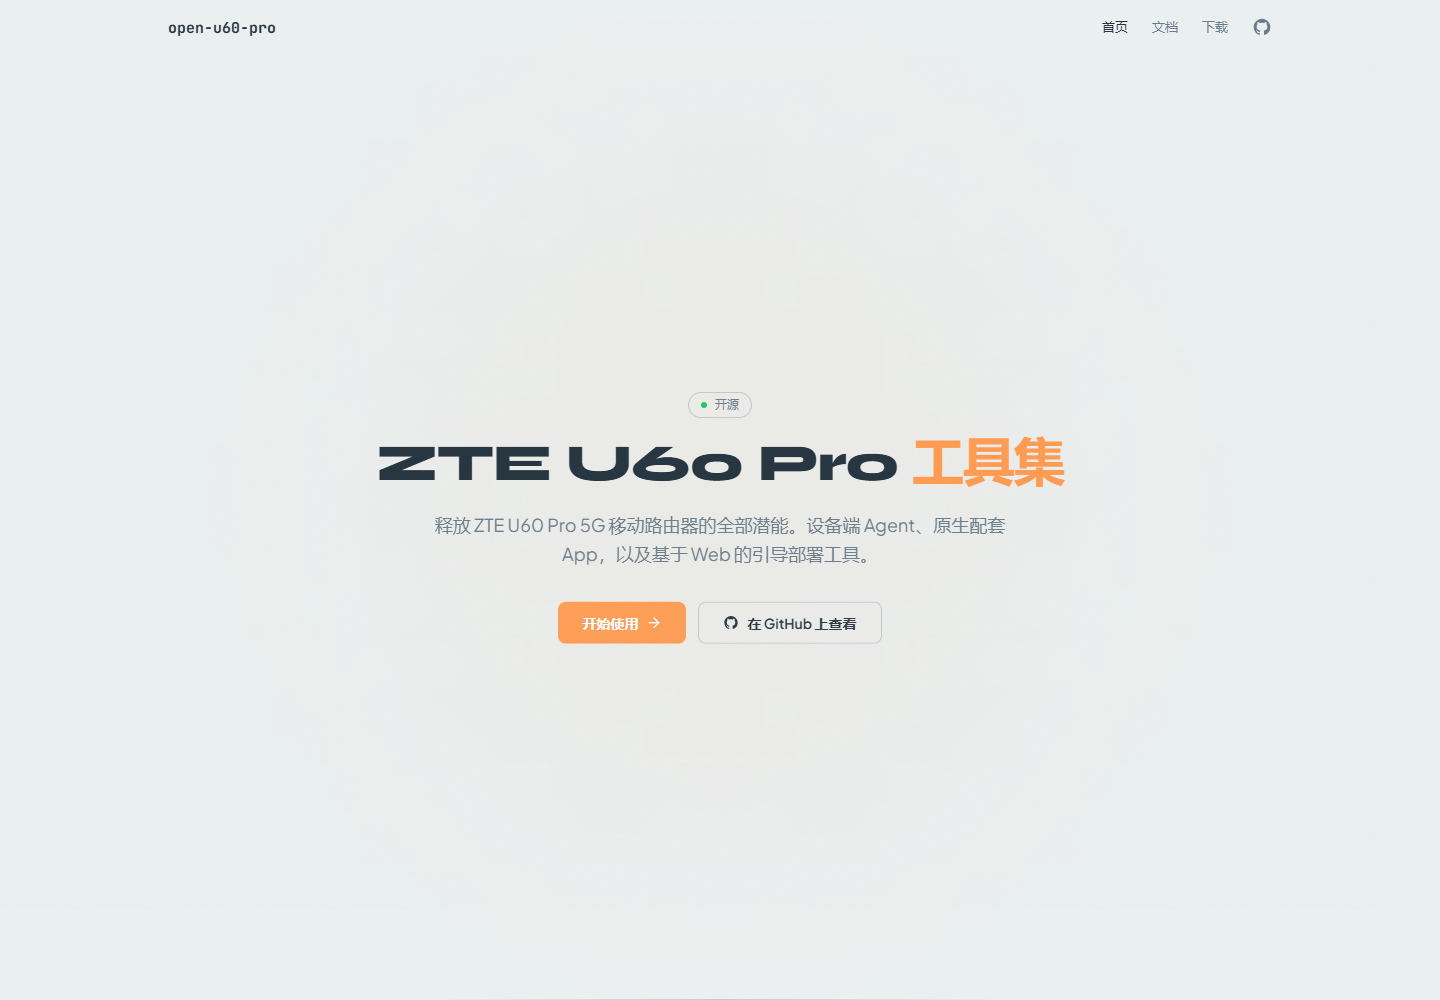 open-u60-pro
首页 文档 下载
开源
ZTE U60 Pro 工具集
释放 ZTE U60 Pro 5G 移动路由器的全部潜能。设备端 Agent、原生配套
App，以及基于 Web 的引导部署工具。
开始使用 →
在 GitHub 上查看